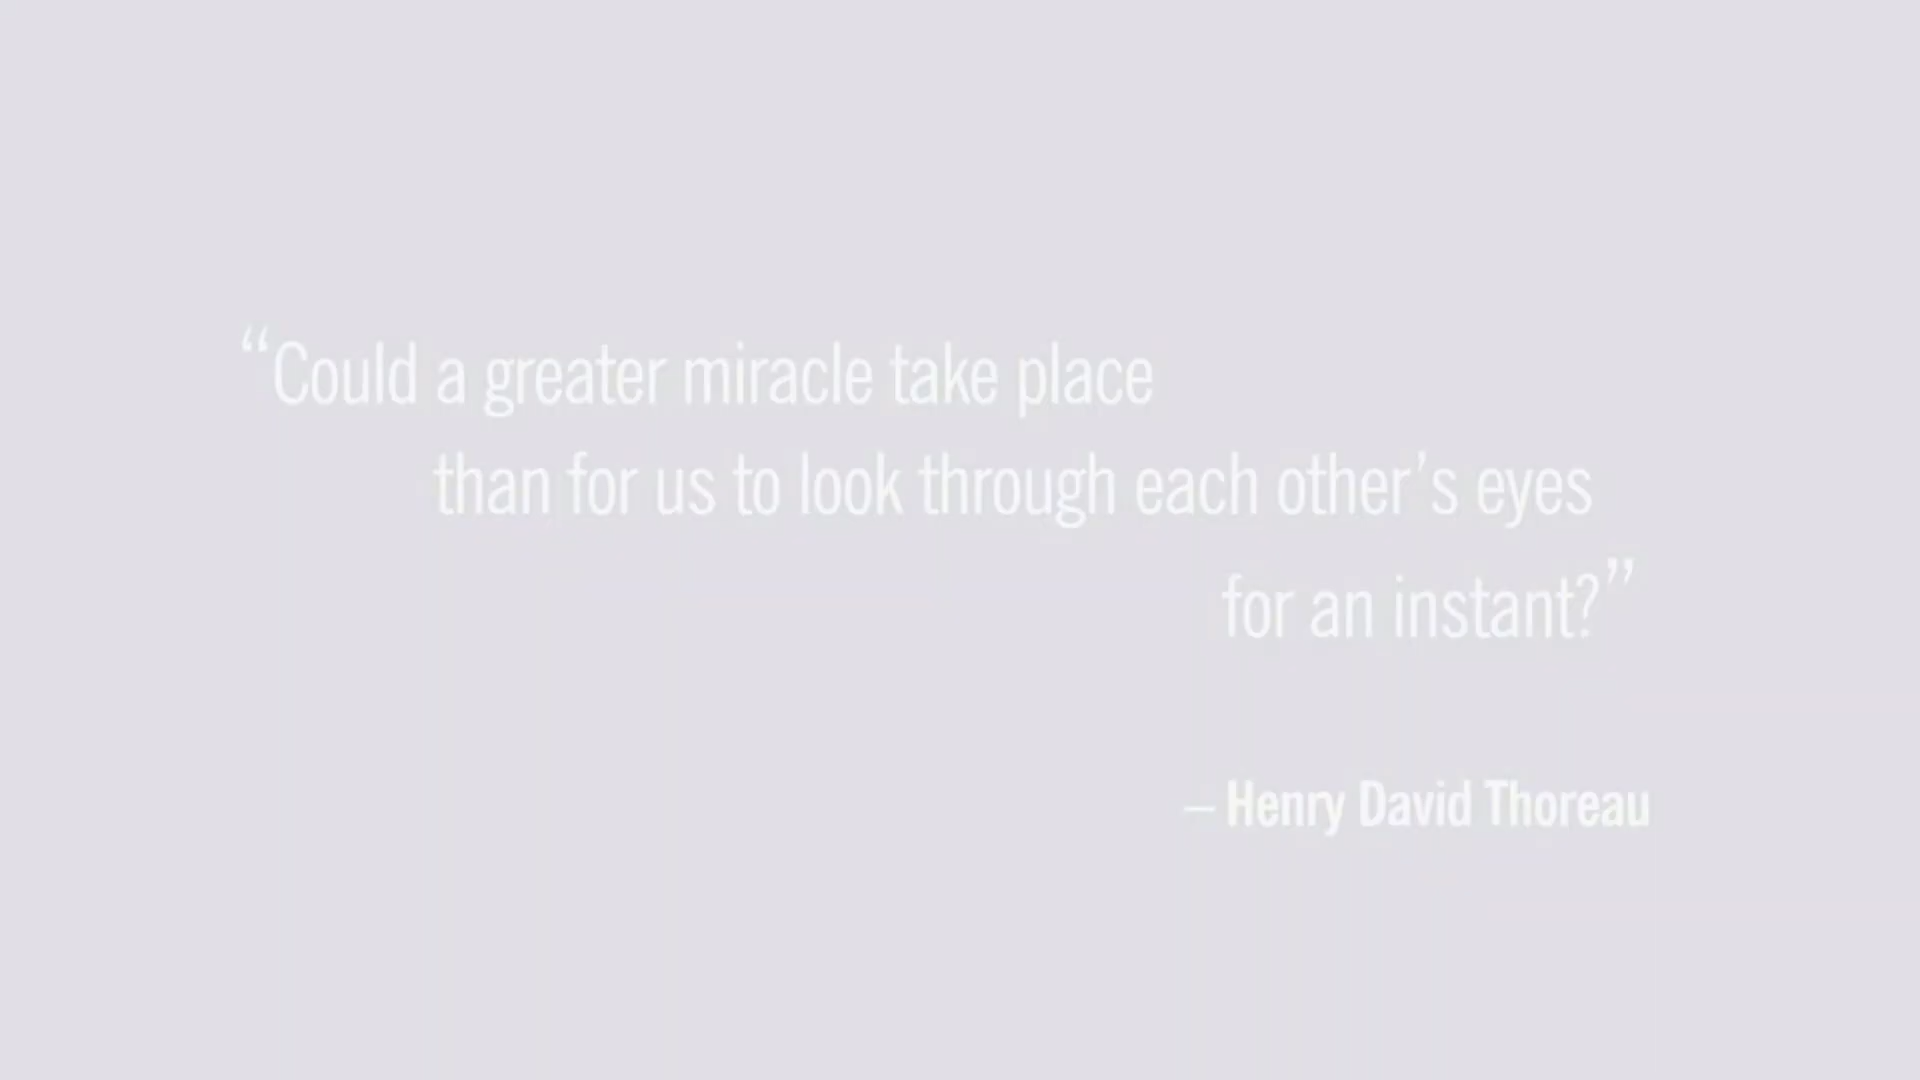 “Could a greater miracle take place
than for us to look through each other’s eyes
for an instant?”
– Henry David Thoreau